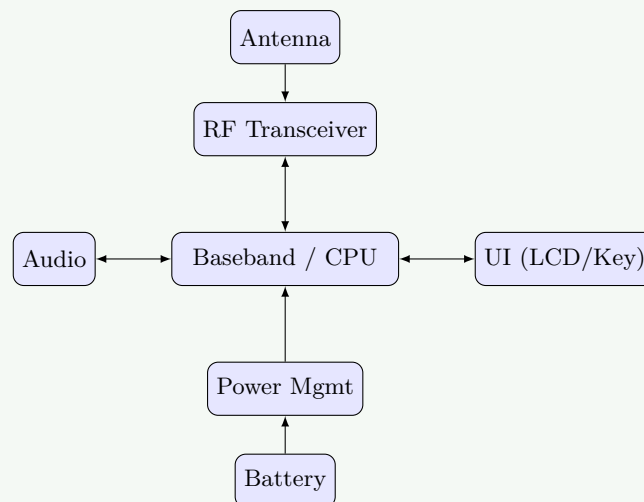 Antenna
RF Transceiver
Audio
Baseband / CPU
UI (LCD/Key)
Power Mgmt
Battery